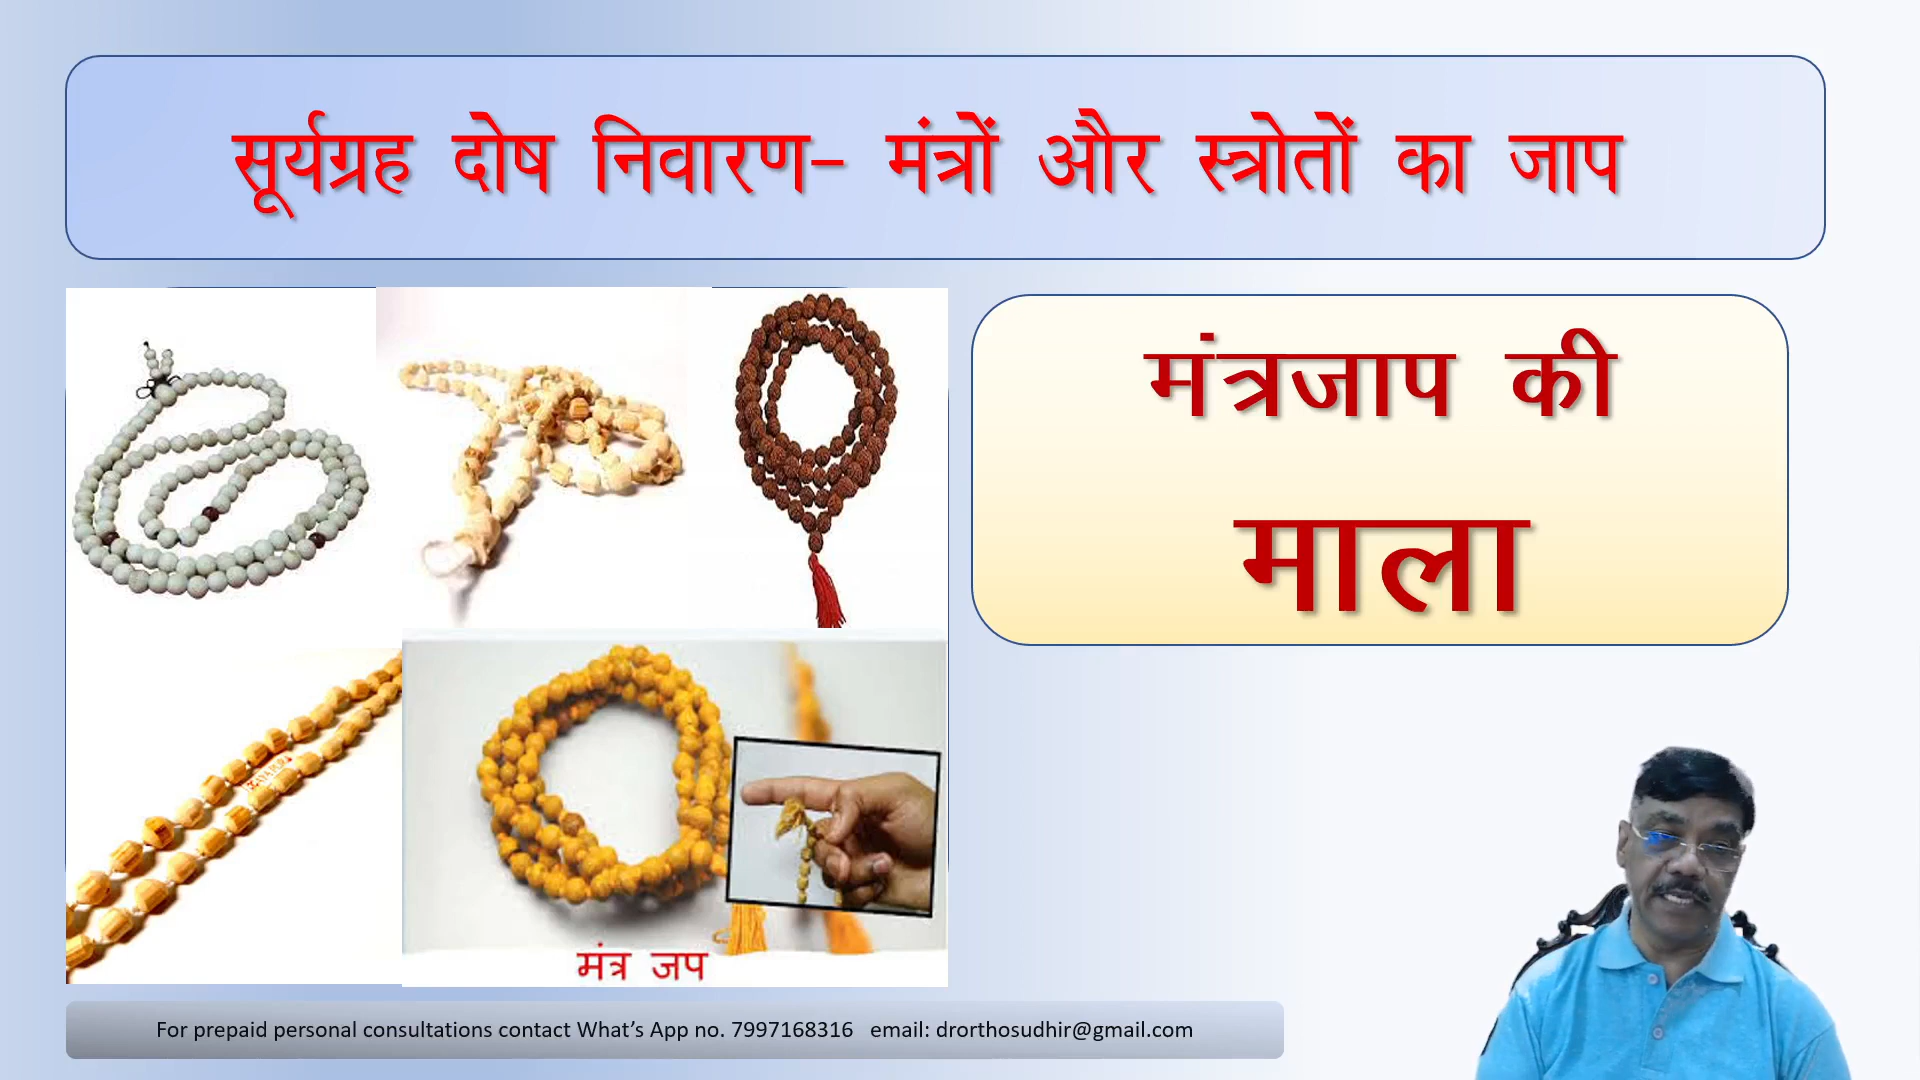 सूर्यग्रह दोष निवारण- मंत्रों और स्त्रोतों का जाप
मंत्रजाप की
माला
मंत्र जप
For prepaid personal consultations contact What's App no. 7997168316 email: drorthosudhir@gmail.com